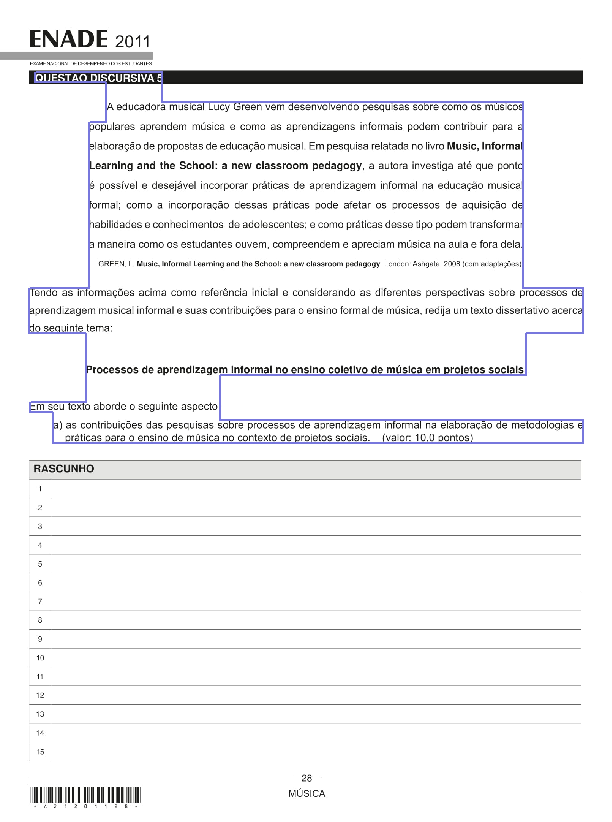 ENADE 2011
EXAME NACIONAL DE DESEMPENHO DOS ESTUDANTES
QUESTÃO DISCURSIVA 5
A educadora musical Lucy Green vem desenvolvendo pesquisas sobre como os músicos
populares aprendem música e como as aprendizagens informais podem contribuir para a
elaboração de propostas de educação musical. Em pesquisa relatada no livro Music, Informal
Learning and the School: a new classroom pedagogy, a autora investiga até que ponto
é possível e desejável incorporar práticas de aprendizagem informal na educação musical
formal; como a incorporação dessas práticas pode afetar os processos de aquisição de
habilidades e conhecimentos de adolescentes; e como práticas desse tipo podem transformar
a maneira como os estudantes ouvem, compreendem e apreciam música na aula e fora dela.
GREEN, L. Music, Informal Learning and the School: a new classroom pedagogy. London: Ashgate, 2008 (com adaptações).
Tendo as informações acima como referência inicial e considerando as diferentes perspectivas sobre processos de
aprendizagem musical informal e suas contribuições para o ensino formal de música, redija um texto dissertativo acerca
do seguinte tema:
Processos de aprendizagem informal no ensino coletivo de música em projetos sociais.
Em seu texto aborde o seguinte aspecto
a) as contribuições das pesquisas sobre processos de aprendizagem informal na elaboração de metodologias e
práticas para o ensino de música no contexto de projetos sociais. (valor: 10,0 pontos)
RASCUNHO
1
2
3
4
5
6
7
8
9
10
11
12
13
14
15
28
MÚSICA